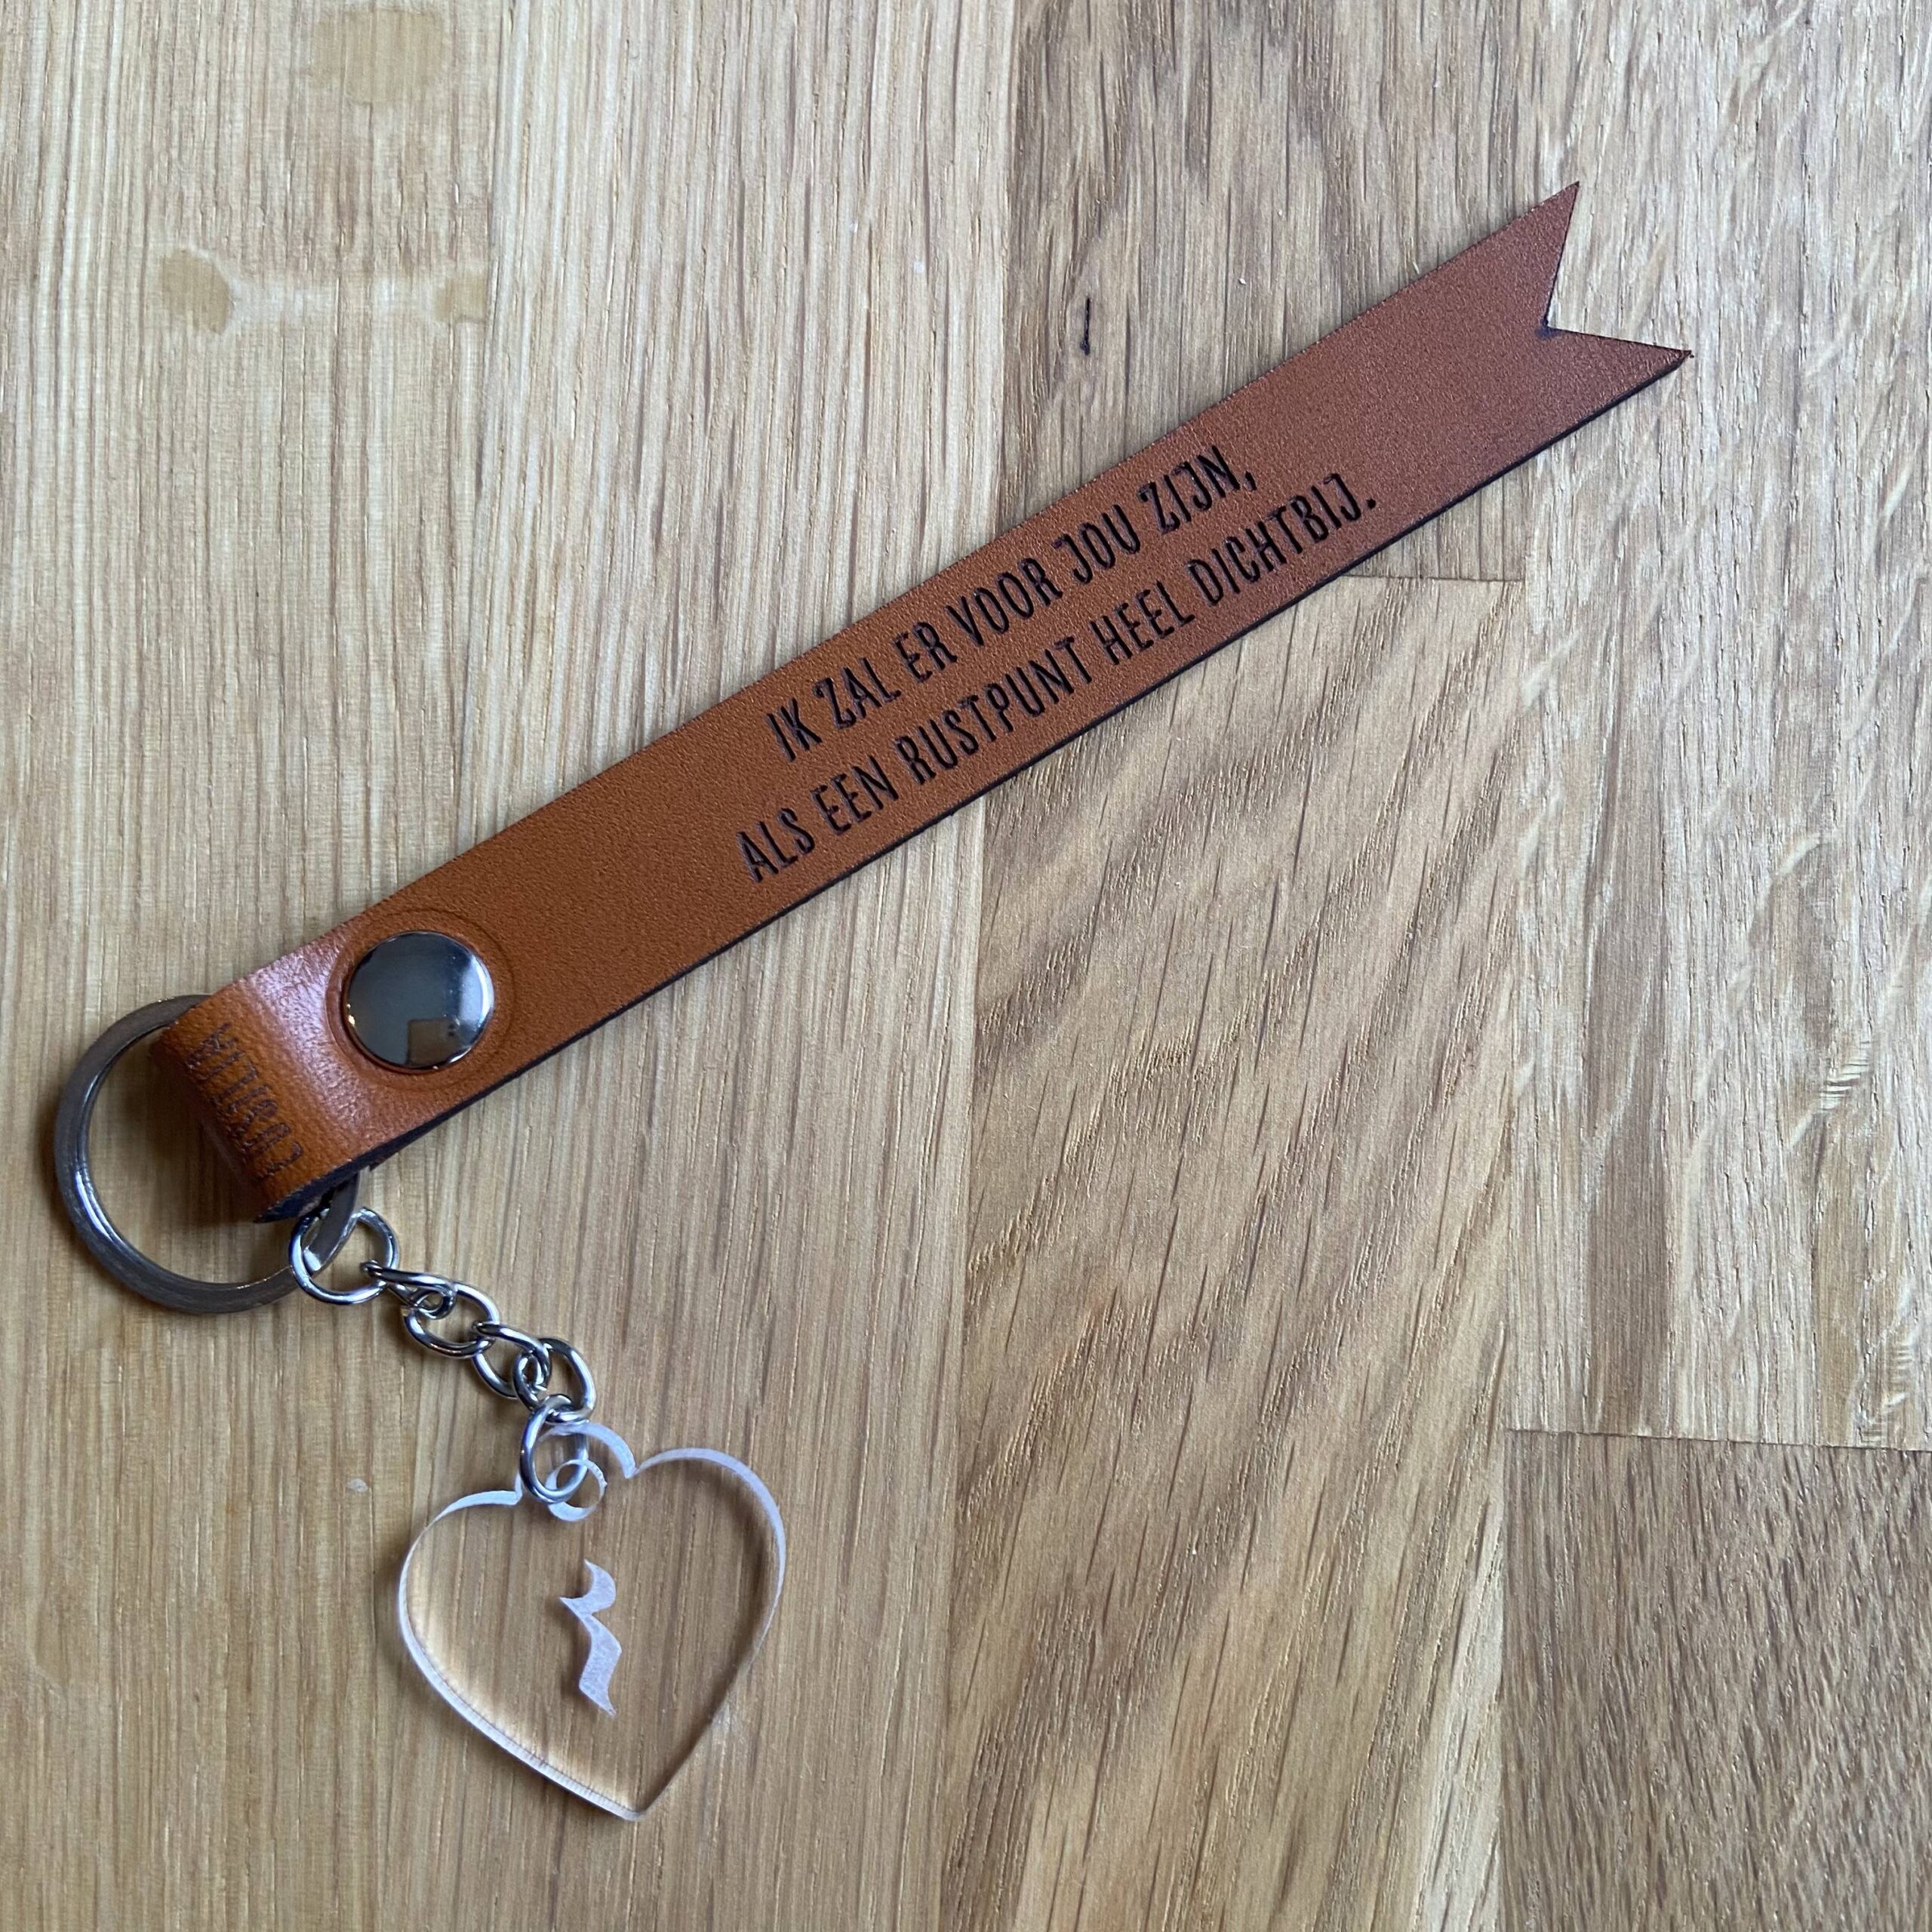 IK ZAL ER VOOR JOU ZIJN,
ALS EEN RUSTPUNT HEEL DICHTBIJ.